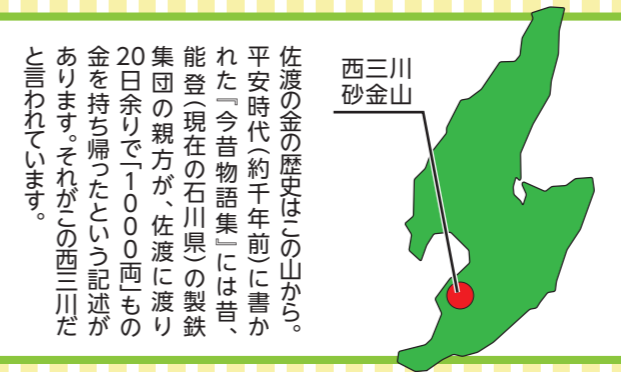 西三川
砂金山
佐渡の金の歴史はこの山から。
平安時代（約千年前）に書か
れた『今昔物語集』には昔、
能登（現在の石川県）の製鉄
集団の親方が、佐渡に渡り
20日余りで「1000両」もの
金を持ち帰ったという記述が
あります。それがこの西三川だ
と言われています。